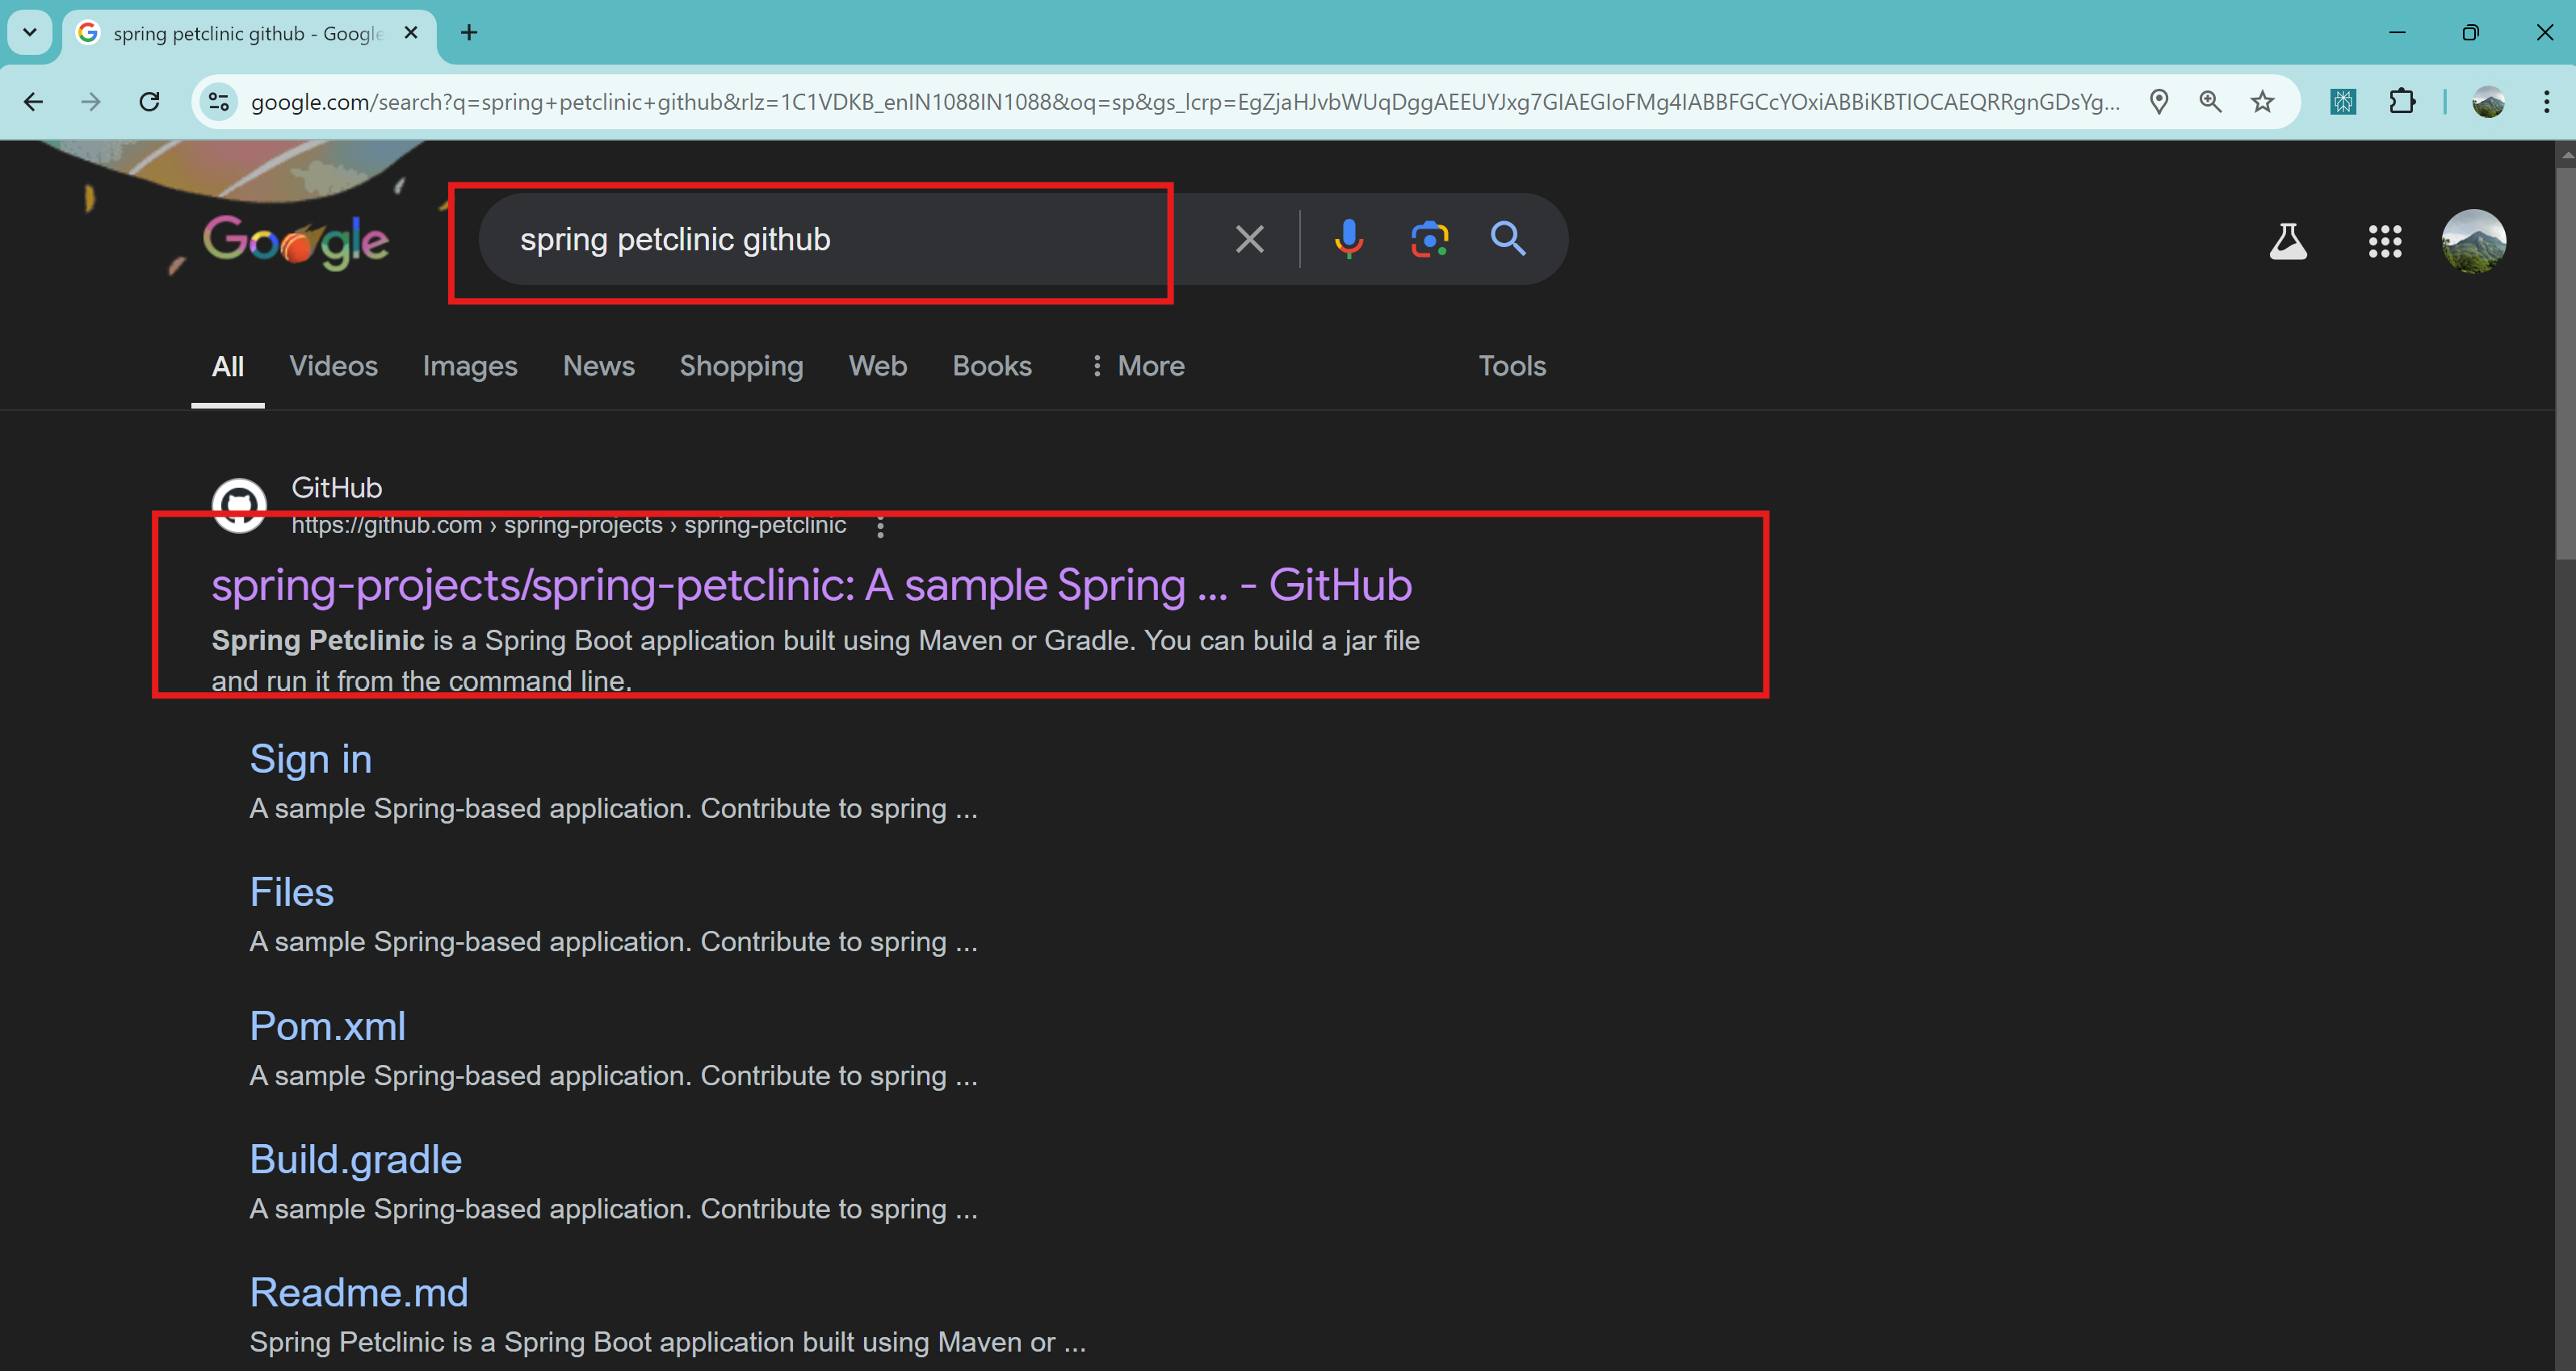 spring petclinic github - Google
google.com/search?q=spring+petclinic+github&rlz=1C1VDKB_enIN1088IN1088&oq=sp&gs_lcrp=EgZjaHJvbWUqDggAEEUYJxg7GIAEGIoFMg4IABBFGCcYOxiABBiKBTIOCAEQRRgnGDsYg...
Google
spring petclinic github
All Videos Images News Shopping Web Books More Tools
GitHub
https://github.com › spring-projects › spring-petclinic
spring-projects/spring-petclinic: A sample Spring ... - GitHub
Spring Petclinic is a Spring Boot application built using Maven or Gradle. You can build a jar file
and run it from the command line.
Sign in
A sample Spring-based application. Contribute to spring ...
Files
A sample Spring-based application. Contribute to spring ...
Pom.xml
A sample Spring-based application. Contribute to spring ...
Build.gradle
A sample Spring-based application. Contribute to spring ...
Readme.md
Spring Petclinic is a Spring Boot application built using Maven or ...